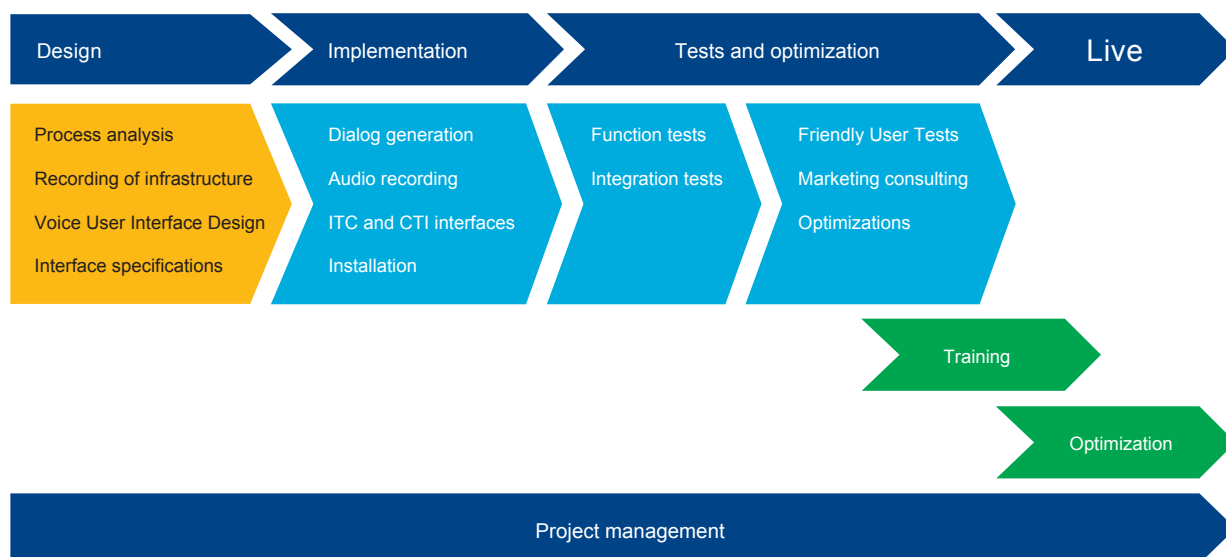 Design
Implementation
Tests and optimization
Live
Process analysis
Recording of infrastructure
Voice User Interface Design
Interface specifications
Dialog generation
Audio recording
ITC and CTI interfaces
Installation
Function tests
Integration tests
Friendly User Tests
Marketing consulting
Optimizations
Training
Optimization
Project management